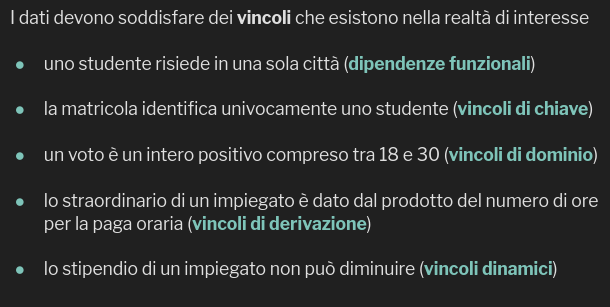 I dati devono soddisfare dei vincoli che esistono nella realtà di interesse
● uno studente risiede in una sola città (dipendenze funzionali)
● la matricola identifica univocamente uno studente (vincoli di chiave)
● un voto è un intero positivo compreso tra 18 e 30 (vincoli di dominio)
● lo straordinario di un impiegato è dato dal prodotto del numero di ore
per la paga oraria (vincoli di derivazione)
● lo stipendio di un impiegato non può diminuire (vincoli dinamici)